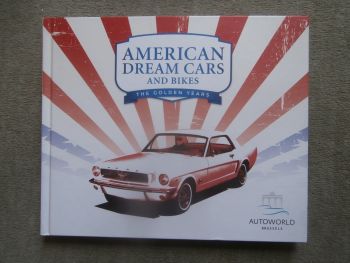 AMERICAN
DREAM CARS
AND BIKES
THE GOLDEN YEARS
AUTOWORLD
BRUSSELS